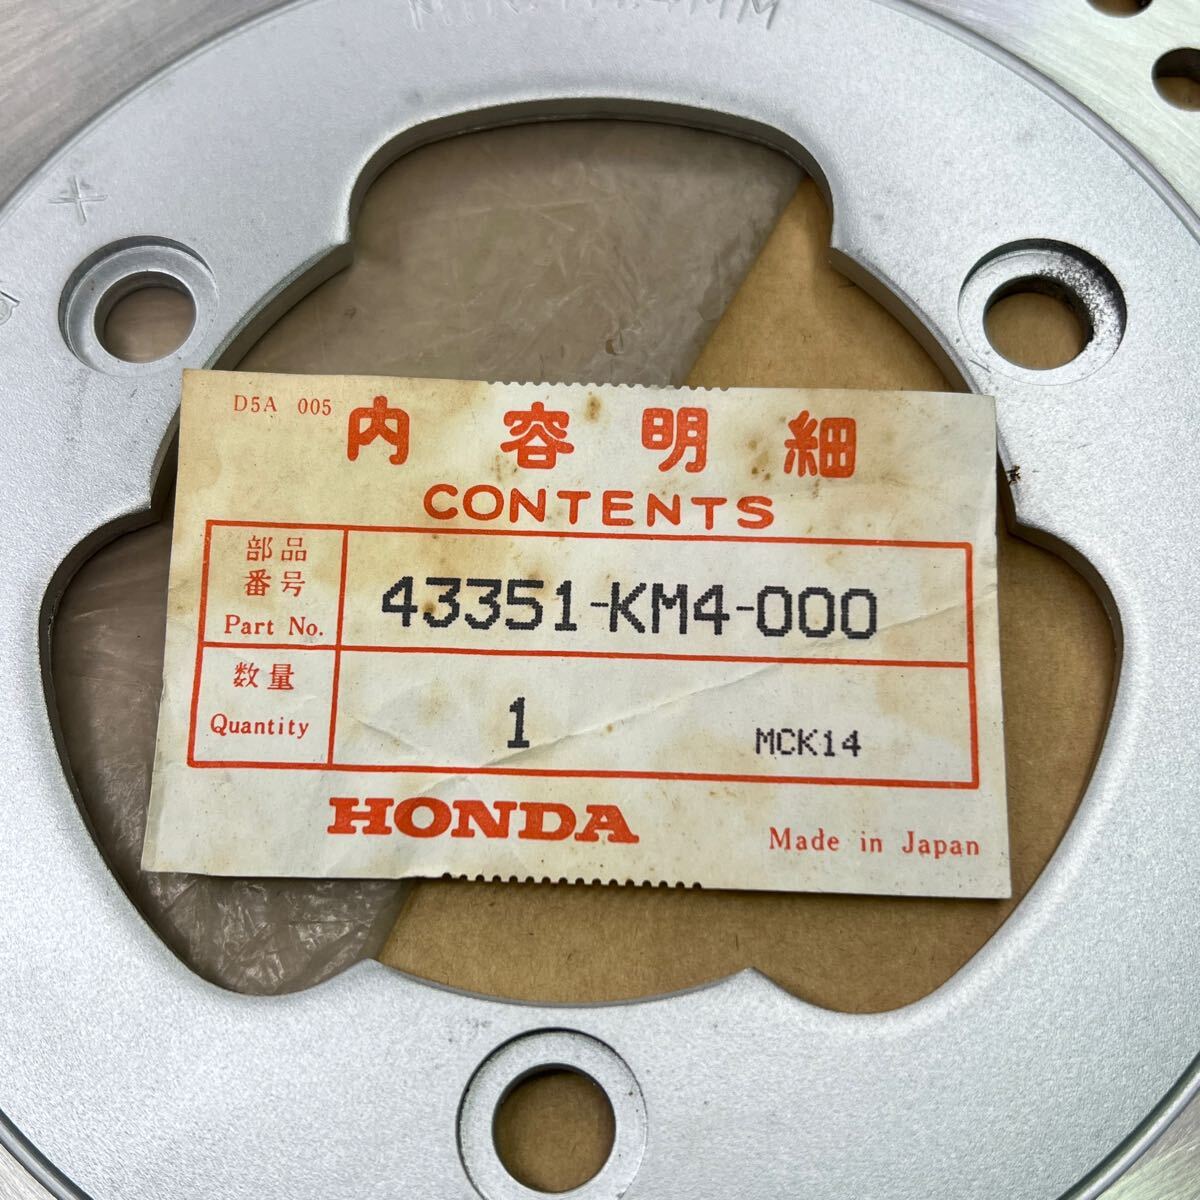 D5A 005
内容明細
CONTENTS
部品
番号
Part No.
43351-KM4-000
数量
Quantity
1
MCK14
HONDA
Made in Japan